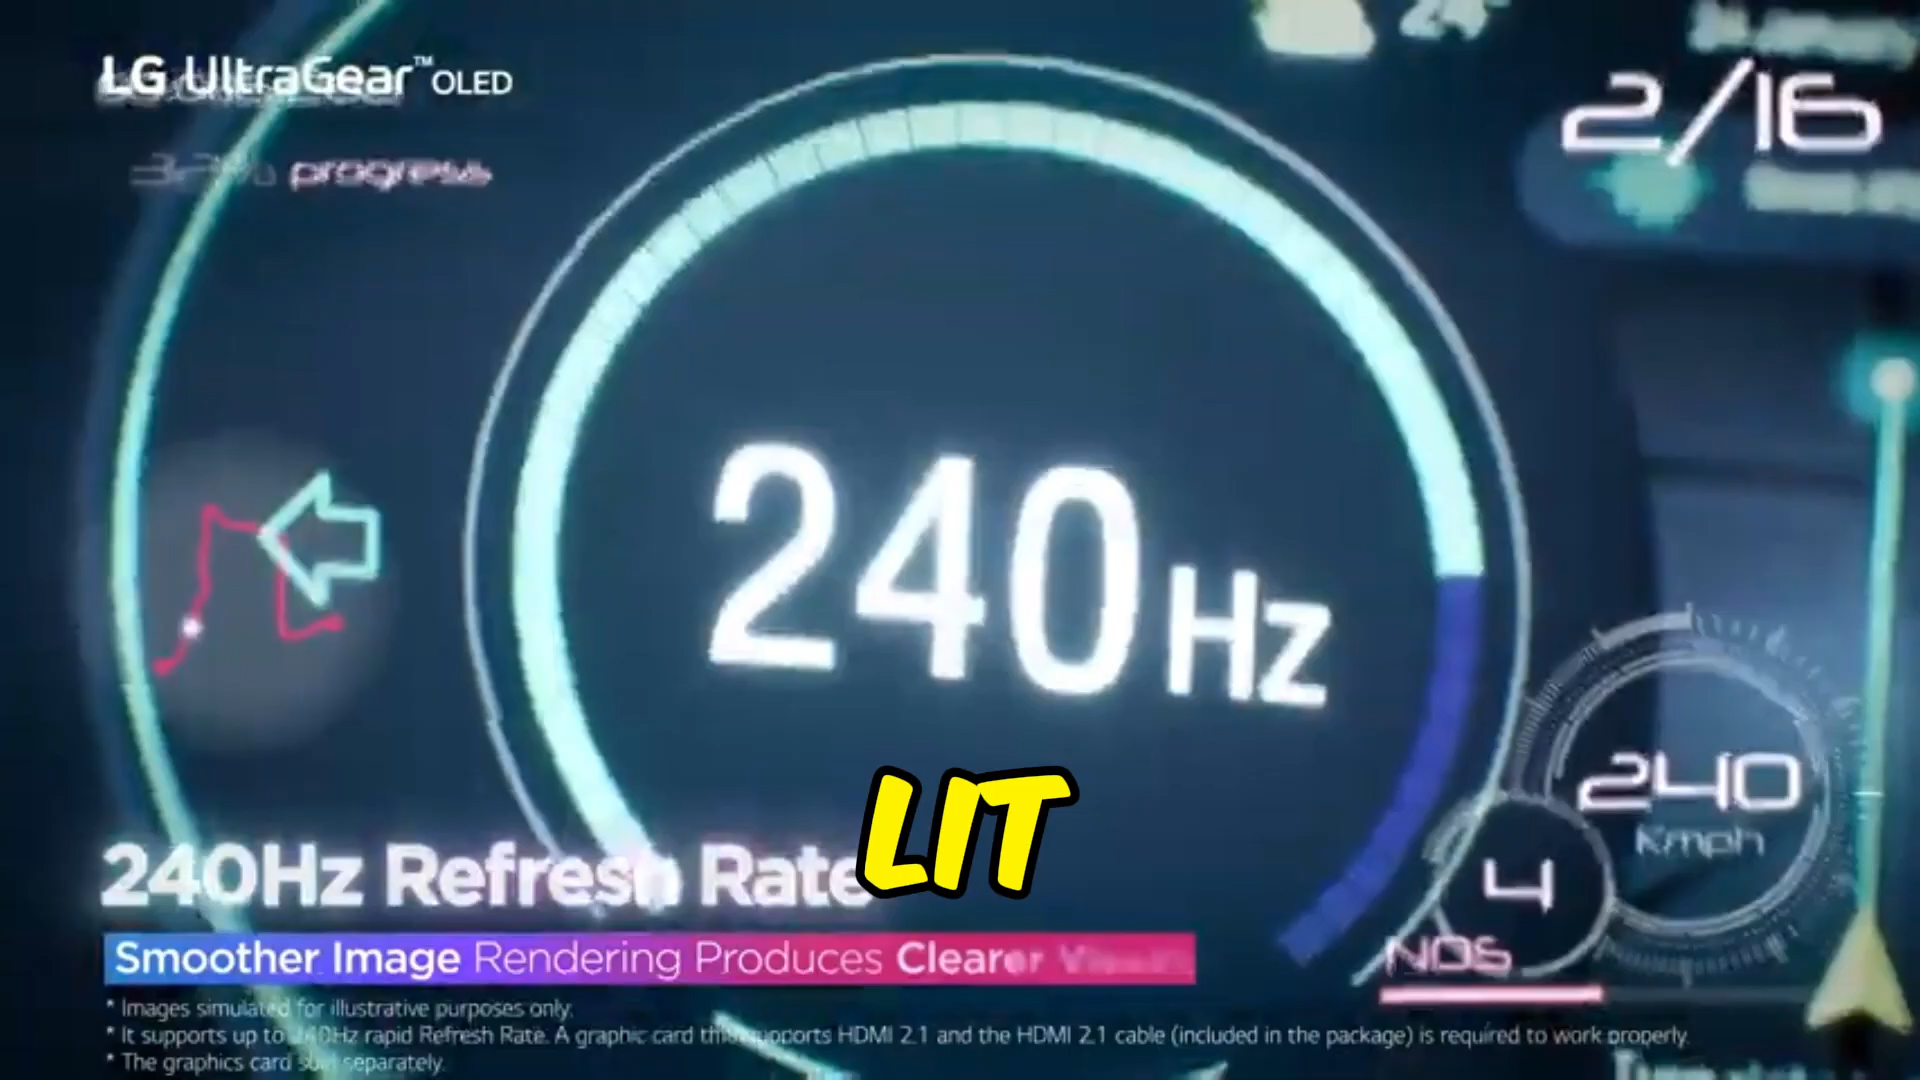 LG UltraGear™ OLED
progress
2/16
240Hz
240
Kmph
4
NOS
LIT
240Hz Refresh Rate
Smoother Image Rendering Produces Clearer
* Images simulated for illustrative purposes only.
* It supports up to 240Hz rapid Refresh Rate. A graphic card that supports HDMI 2.1 and the HDMI 2.1 cable (included in the package) is required to work properly.
* The graphics card sold separately.